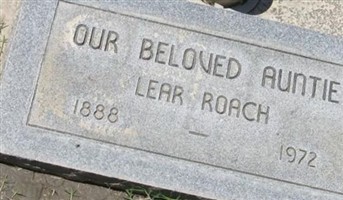 OUR BELOVED AUNTIE
LEAR ROACH
1888 — 1972